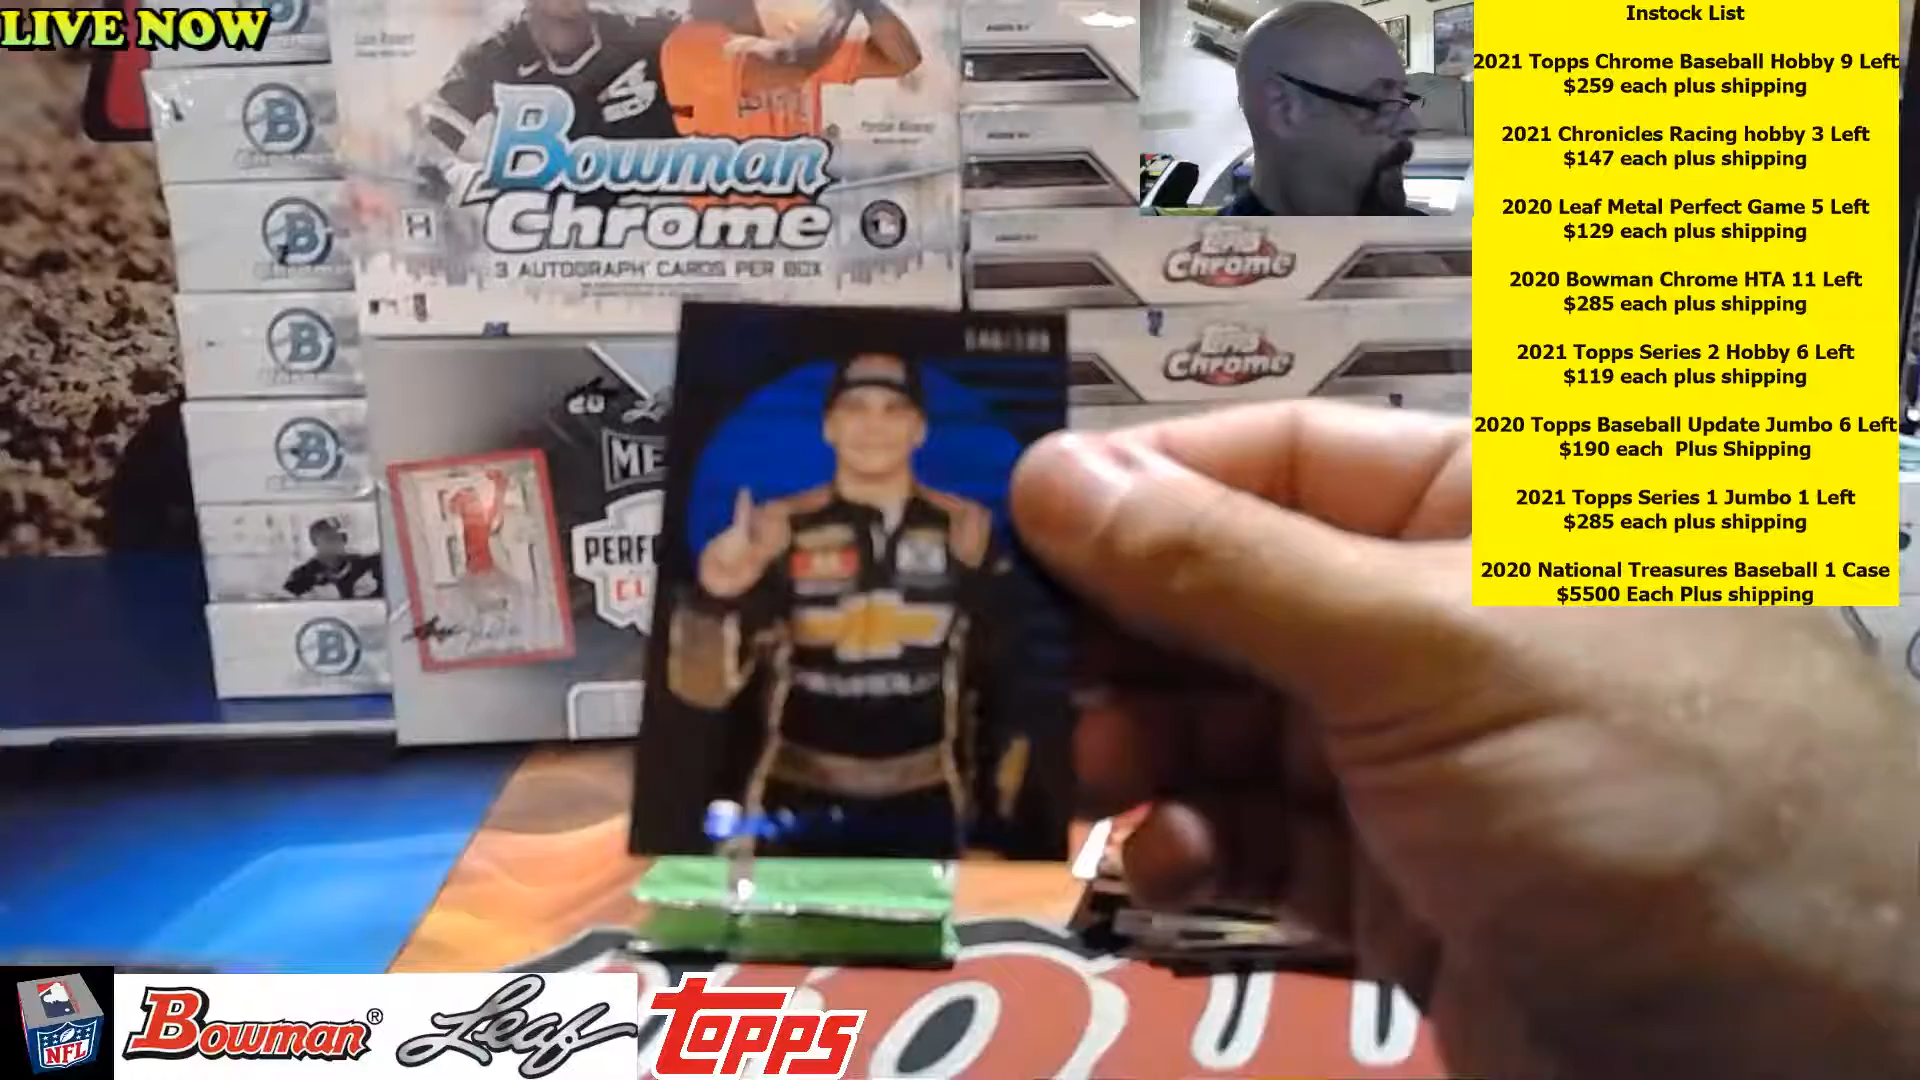 LIVE NOW
Bowman
Chrome
3 AUTOGRAPH CARDS PER BOX
Topps
Chrome
Topps
Chrome
20
PERF
Instock List
2021 Topps Chrome Baseball Hobby 9 Left
$259 each plus shipping
2021 Chronicles Racing hobby 3 Left
$147 each plus shipping
2020 Leaf Metal Perfect Game 5 Left
$129 each plus shipping
2020 Bowman Chrome HTA 11 Left
$285 each plus shipping
2021 Topps Series 2 Hobby 6 Left
$119 each plus shipping
2020 Topps Baseball Update Jumbo 6 Left
$190 each Plus Shipping
2021 Topps Series 1 Jumbo 1 Left
$285 each plus shipping
2020 National Treasures Baseball 1 Case
$5500 Each Plus shipping
NFL
Bowman®
Leaf
Topps